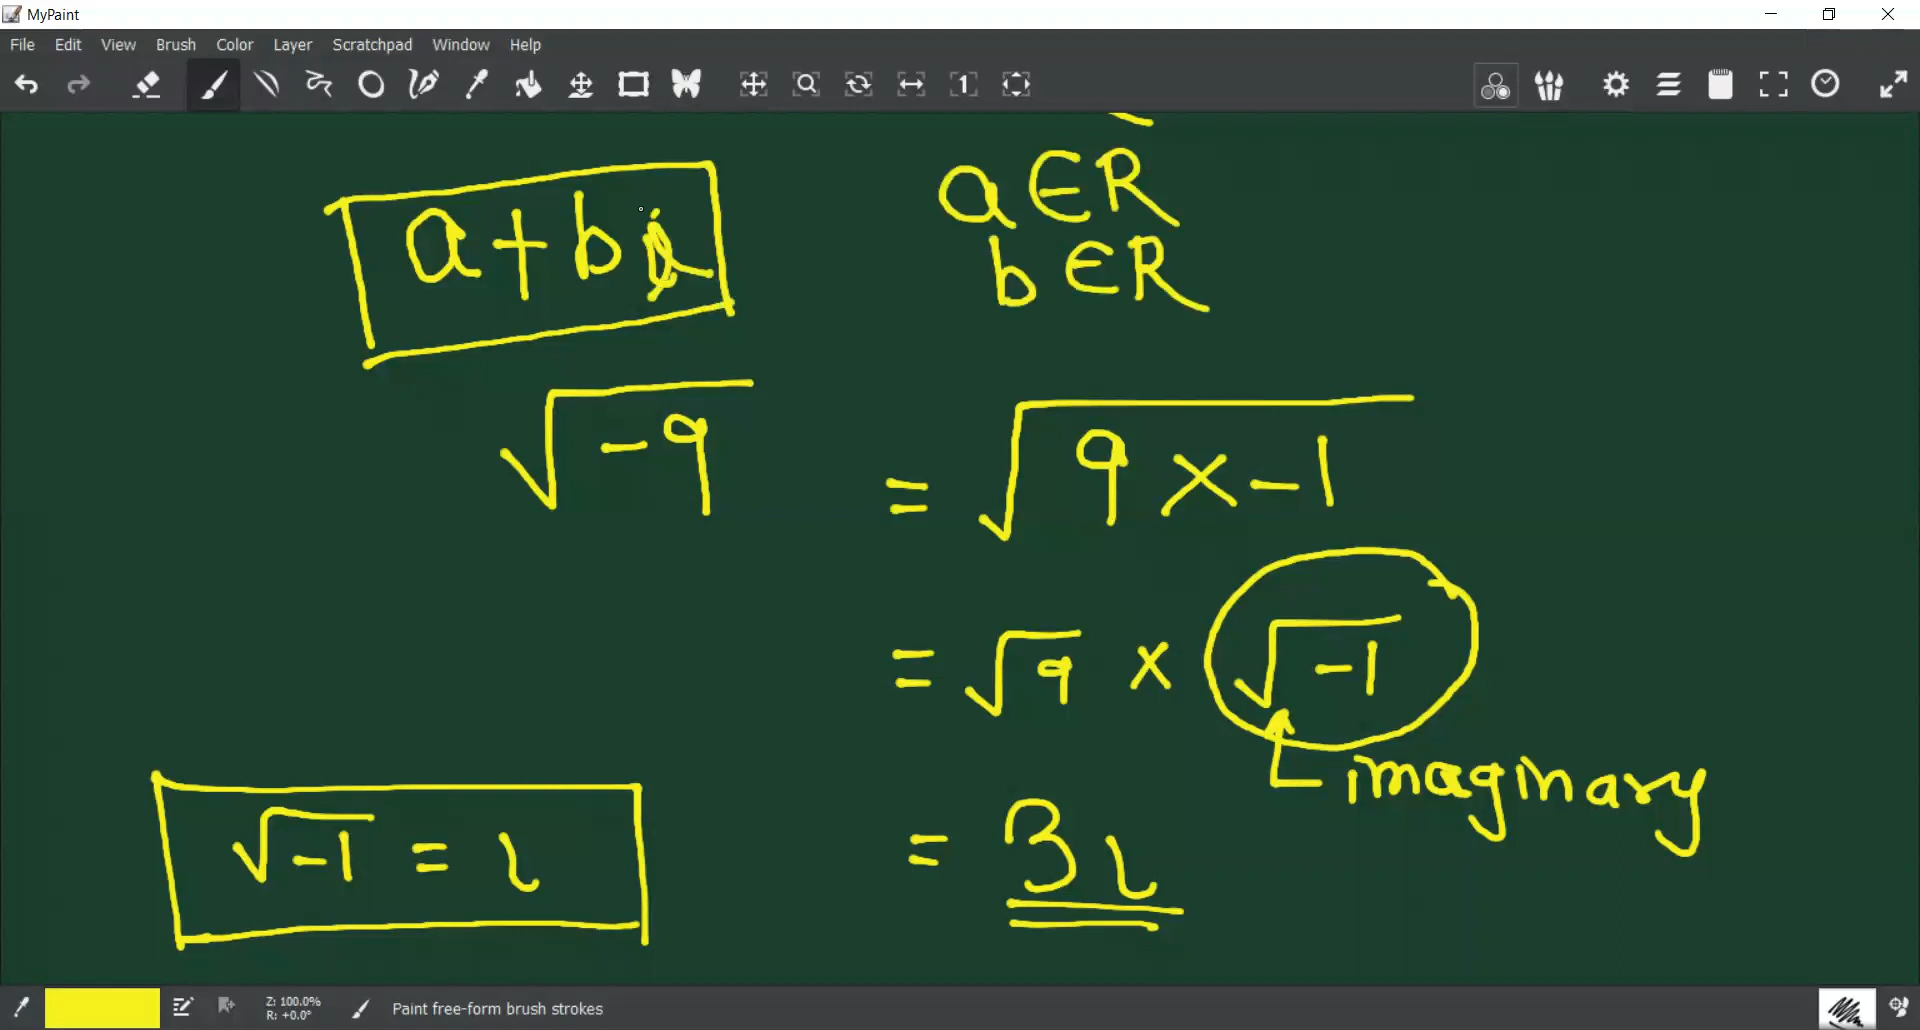 MyPaint
File Edit View Brush Color Layer Scratchpad Window Help
a ∈ R
a + bi
b ∈ R
√-9
= √9 × -1
= √9 × √-1
imaginary
√-1 = i
= 3i
Z: 100.0%
R: +0.0°
Paint free-form brush strokes